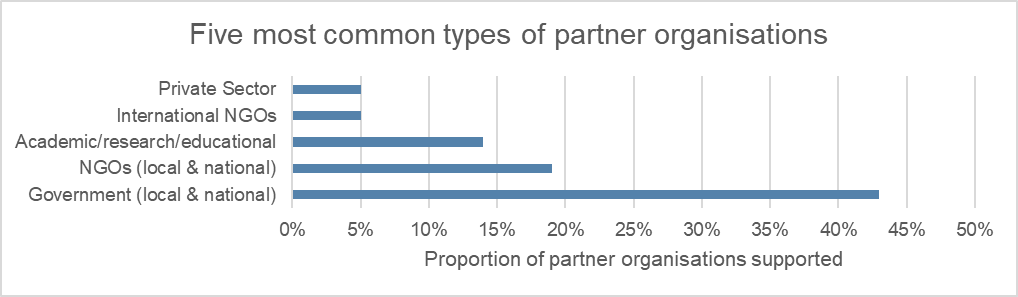 Five most common types of partner organisations
Private Sector
International NGOs
Academic/research/educational
NGOs (local & national)
Government (local & national)
0% 5% 10% 15% 20% 25% 30% 35% 40% 45% 50%
Proportion of partner organisations supported